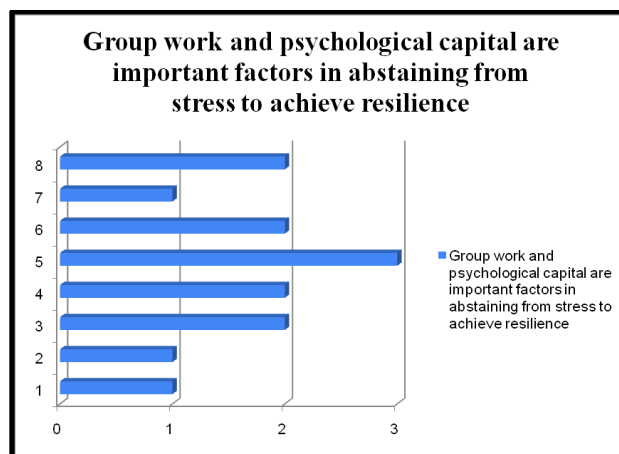 Group work and psychological capital are
important factors in abstaining from
stress to achieve resilience
8
7
6
5
4
3
2
1
0 1 2 3
Group work and
psychological capital are
important factors in
abstaining from stress to
achieve resilience